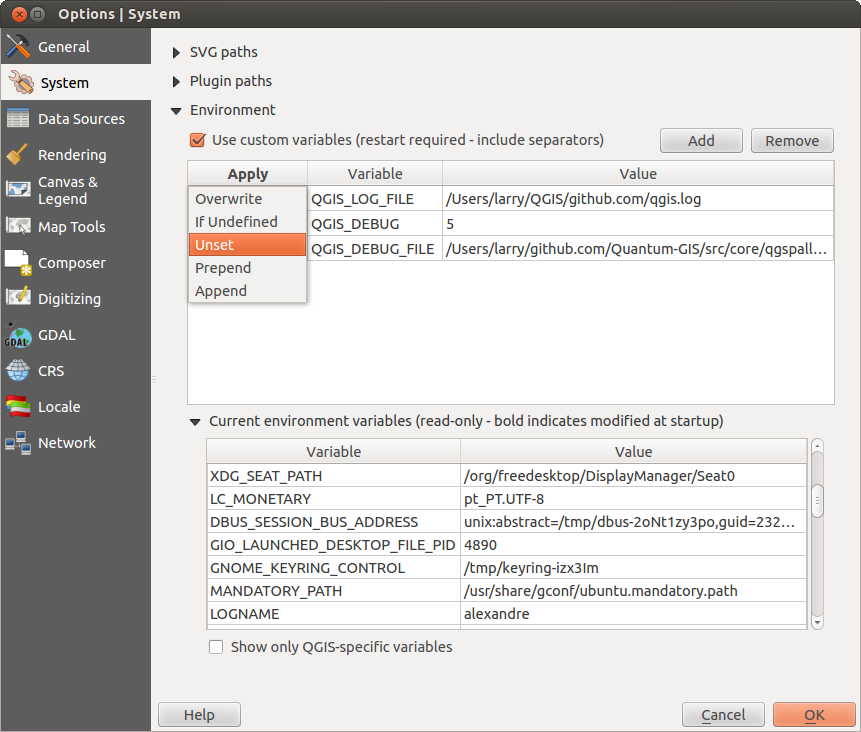 Options | System
General
System
Data Sources
Rendering
Canvas &
Legend
Map Tools
Composer
Digitizing
GDAL
GDAL
CRS
Locale
Network
SVG paths
Plugin paths
Environment
Use custom variables (restart required - include separators)
Add
Remove
Apply Variable Value
Overwrite
If Undefined
Unset
Prepend
Append
QGIS_LOG_FILE /Users/larry/QGIS/github.com/qgis.log
QGIS_DEBUG 5
QGIS_DEBUG_FILE /Users/larry/github.com/Quantum-GIS/src/core/qgspall...
Current environment variables (read-only - bold indicates modified at startup)
Variable Value
XDG_SEAT_PATH /org/freedesktop/DisplayManager/Seat0
LC_MONETARY pt_PT.UTF-8
DBUS_SESSION_BUS_ADDRESS unix:abstract=/tmp/dbus-2oNt1zy3po,guid=232...
GIO_LAUNCHED_DESKTOP_FILE_PID 4890
GNOME_KEYRING_CONTROL /tmp/keyring-izx3Im
MANDATORY_PATH /usr/share/gconf/ubuntu.mandatory.path
LOGNAME alexandre
Show only QGIS-specific variables
Help
Cancel
OK